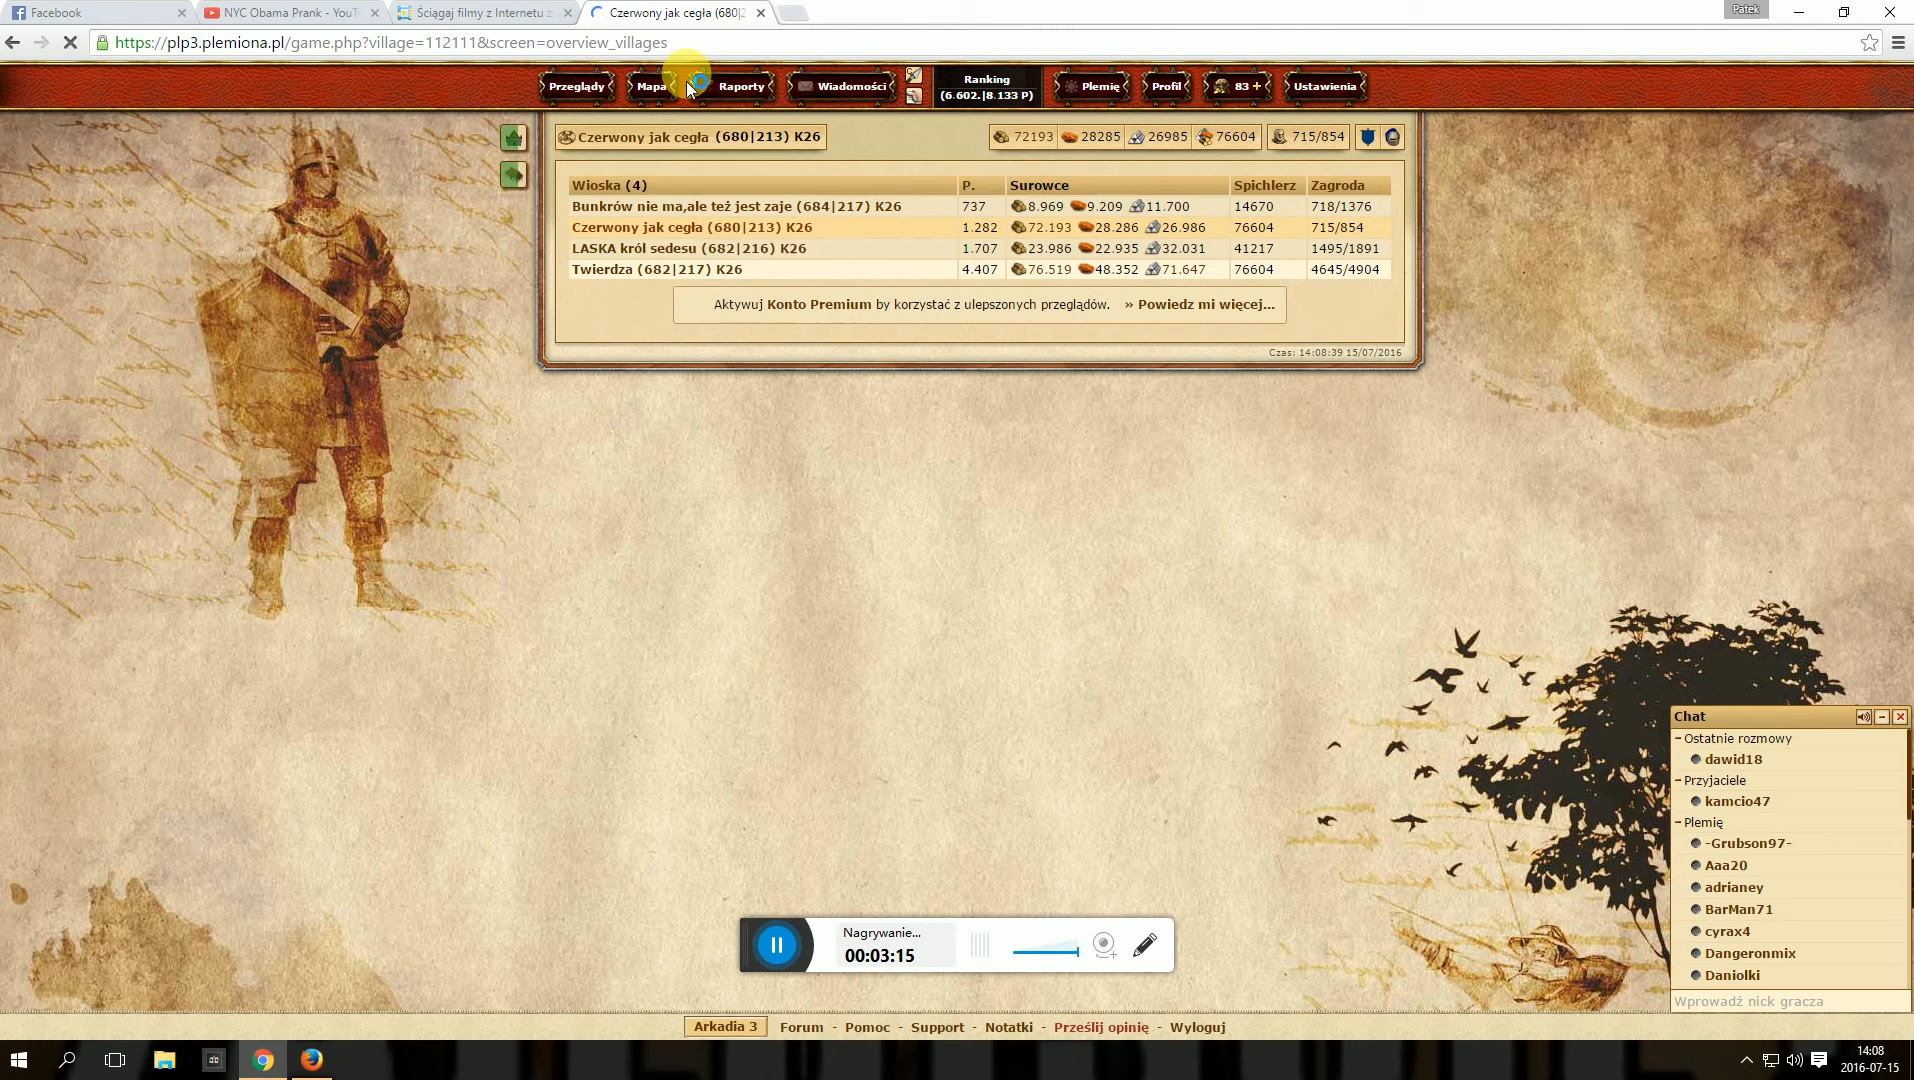 Facebook
NYC Obama Prank - YouT
Ściągaj filmy z Internetu z
Czerwony jak cegła (680|2
Patek
https://plp3.plemiona.pl/game.php?village=112111&screen=overview_villages
Przeglądy
Mapa
Raporty
Wiadomości
Ranking
(6.602.|8.133 P)
Plemię
Profil
83 +
Ustawienia
Czerwony jak cegła (680|213) K26
72193 28285 26985 76604 715/854
Wioska (4) P. Surowce Spichlerz Zagroda
Bunkrów nie ma,ale też jest zaje (684|217) K26 737 8.969 9.209 11.700 14670 718/1376
Czerwony jak cegła (680|213) K26 1.282 72.193 28.286 26.986 76604 715/854
LASKA król sedesu (682|216) K26 1.707 23.986 22.935 32.031 41217 1495/1891
Twierdza (682|217) K26 4.407 76.519 48.352 71.647 76604 4645/4904
Aktywuj Konto Premium by korzystać z ulepszonych przeglądów. » Powiedz mi więcej...
Czas: 14:08:39 15/07/2016
Chat
Ostatnie rozmowy
dawid18
Przyjaciele
kamcio47
Plemię
-Grubson97-
Aaa20
adrianey
BarMan71
cyrax4
Dangeronmix
Daniolki
Wprowadź nick gracza
Nagrywanie...
00:03:15
Arkadia 3 Forum - Pomoc - Support - Notatki - Prześlij opinię - Wyloguj
14:08
2016-07-15